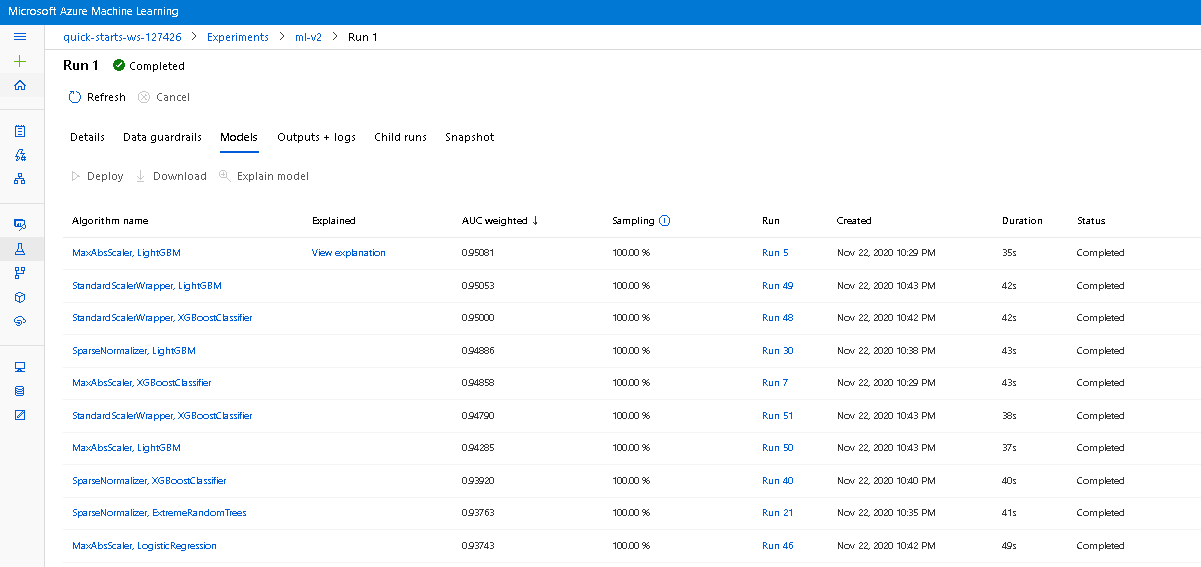 Microsoft Azure Machine Learning
quick-starts-ws-127426 > Experiments > ml-v2 > Run 1
Run 1 Completed
Refresh Cancel
Details Data guardrails Models Outputs + logs Child runs Snapshot
Deploy Download Explain model
Algorithm name Explained AUC weighted ↓ Sampling Run Created Duration Status
MaxAbsScaler, LightGBM View explanation 0.95081 100.00 % Run 5 Nov 22, 2020 10:29 PM 35s Completed
StandardScalerWrapper, LightGBM 0.95053 100.00 % Run 49 Nov 22, 2020 10:43 PM 42s Completed
StandardScalerWrapper, XGBoostClassifier 0.95000 100.00 % Run 48 Nov 22, 2020 10:42 PM 42s Completed
SparseNormalizer, LightGBM 0.94886 100.00 % Run 30 Nov 22, 2020 10:38 PM 43s Completed
MaxAbsScaler, XGBoostClassifier 0.94858 100.00 % Run 7 Nov 22, 2020 10:29 PM 43s Completed
StandardScalerWrapper, XGBoostClassifier 0.94790 100.00 % Run 51 Nov 22, 2020 10:43 PM 38s Completed
MaxAbsScaler, LightGBM 0.94285 100.00 % Run 50 Nov 22, 2020 10:43 PM 37s Completed
SparseNormalizer, XGBoostClassifier 0.93920 100.00 % Run 40 Nov 22, 2020 10:40 PM 40s Completed
SparseNormalizer, ExtremeRandomTrees 0.93763 100.00 % Run 21 Nov 22, 2020 10:35 PM 41s Completed
MaxAbsScaler, LogisticRegression 0.93743 100.00 % Run 46 Nov 22, 2020 10:42 PM 49s Completed